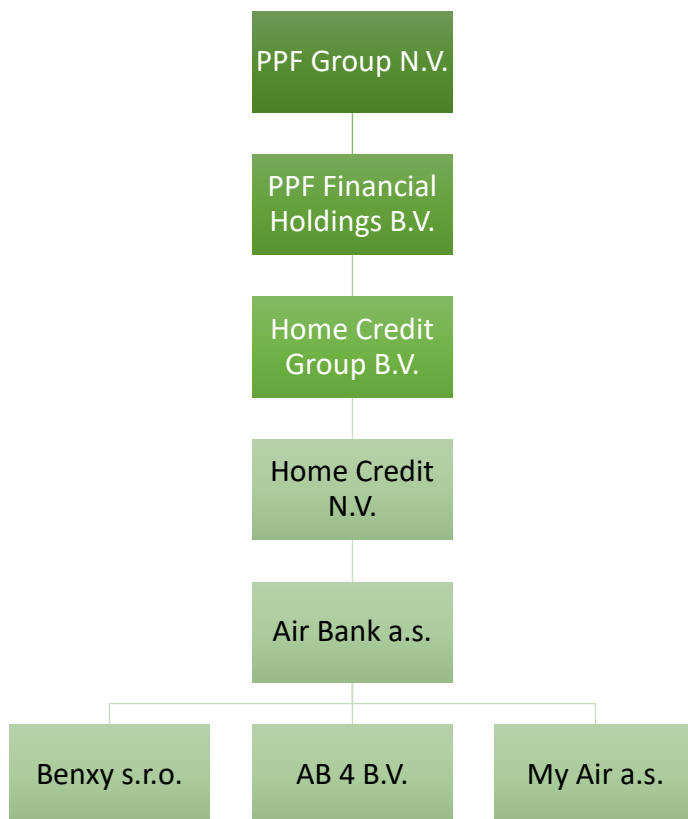 PPF Group N.V.
PPF Financial
Holdings B.V.
Home Credit
Group B.V.
Home Credit
N.V.
Air Bank a.s.
Benxy s.r.o.
AB 4 B.V.
My Air a.s.